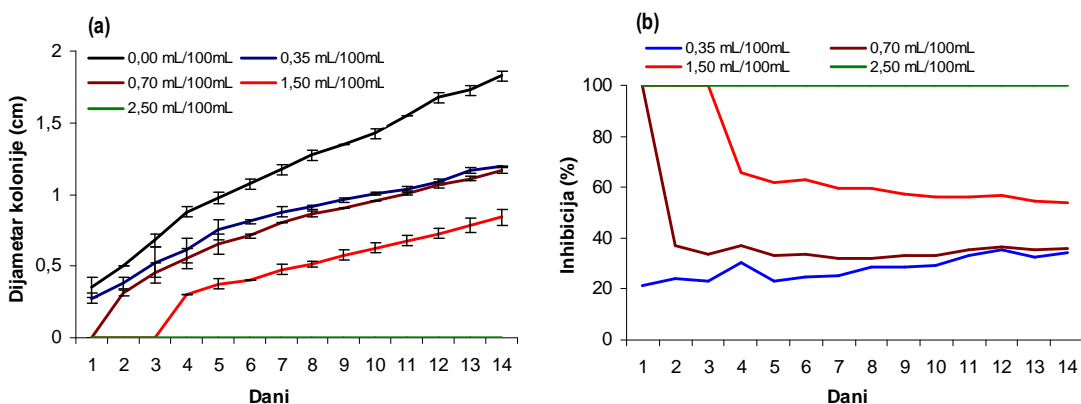 (a)
0,00 mL/100mL 0,35 mL/100mL
0,70 mL/100mL 1,50 mL/100mL
2,50 mL/100mL
2
1,5
1
0,5
0
Dijametar kolonije (cm)
1 2 3 4 5 6 7 8 9 10 11 12 13 14
Dani
(b)
0,35 mL/100mL 0,70 mL/100mL
1,50 mL/100mL 2,50 mL/100mL
100
80
60
40
20
0
Inhibicija (%)
1 2 3 4 5 6 7 8 9 10 11 12 13 14
Dani